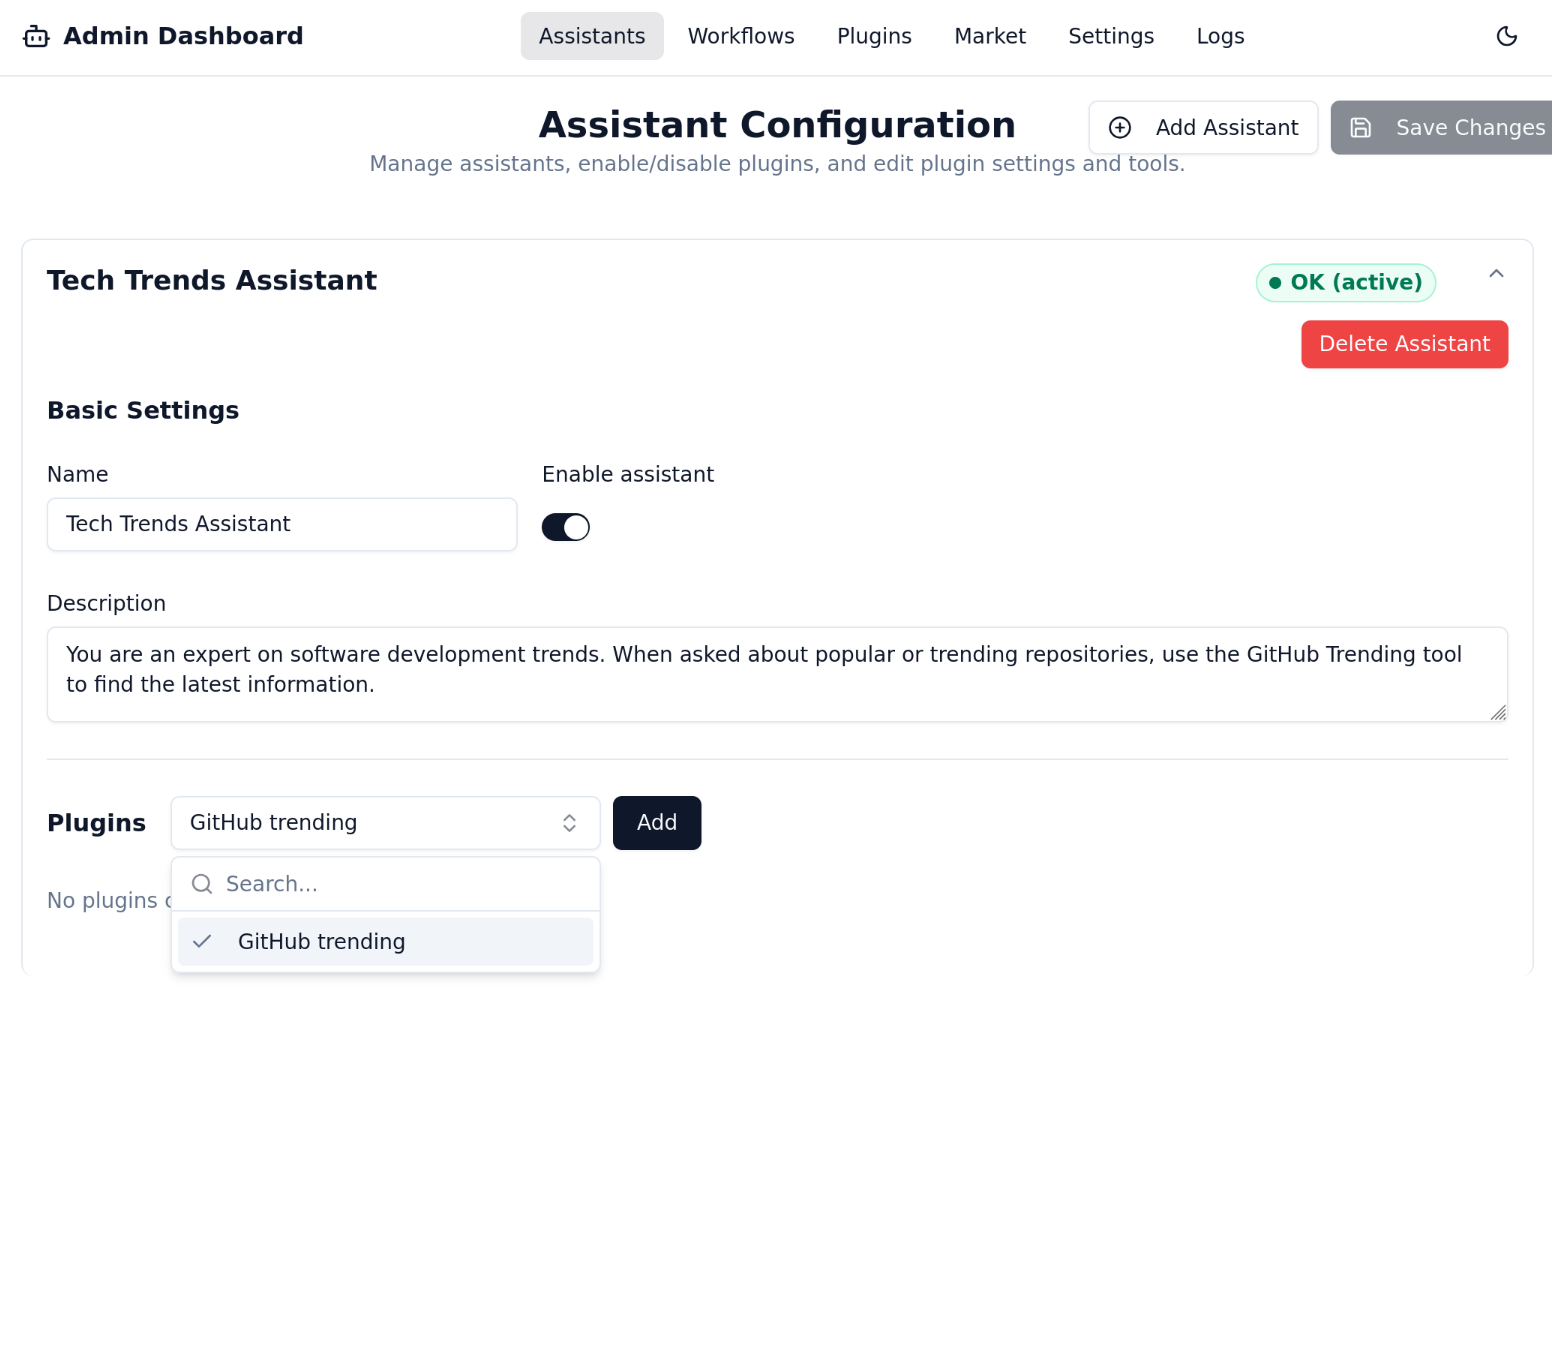 Admin Dashboard
Assistants
Workflows
Plugins
Market
Settings
Logs
Assistant Configuration
Add Assistant
Save Changes
Manage assistants, enable/disable plugins, and edit plugin settings and tools.
Tech Trends Assistant
OK (active)
Delete Assistant
Basic Settings
Name
Enable assistant
Tech Trends Assistant
Description
You are an expert on software development trends. When asked about popular or trending repositories, use the GitHub Trending tool
to find the latest information.
Plugins
GitHub trending
Add
Search...
No plugins
GitHub trending